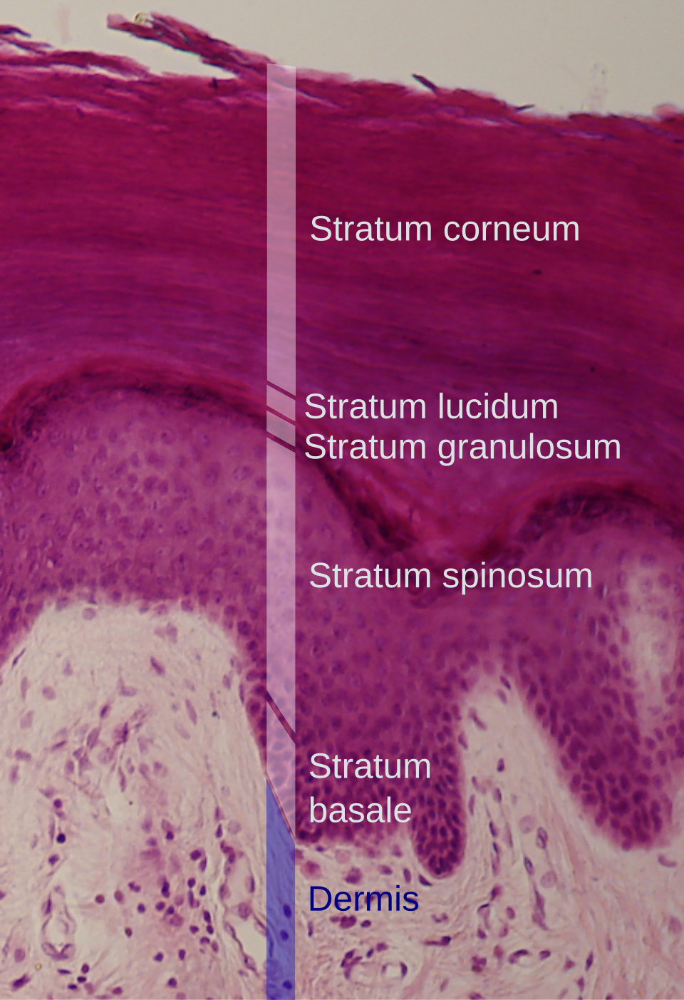 Stratum corneum
Stratum lucidum
Stratum granulosum
Stratum spinosum
Stratum
basale
Dermis